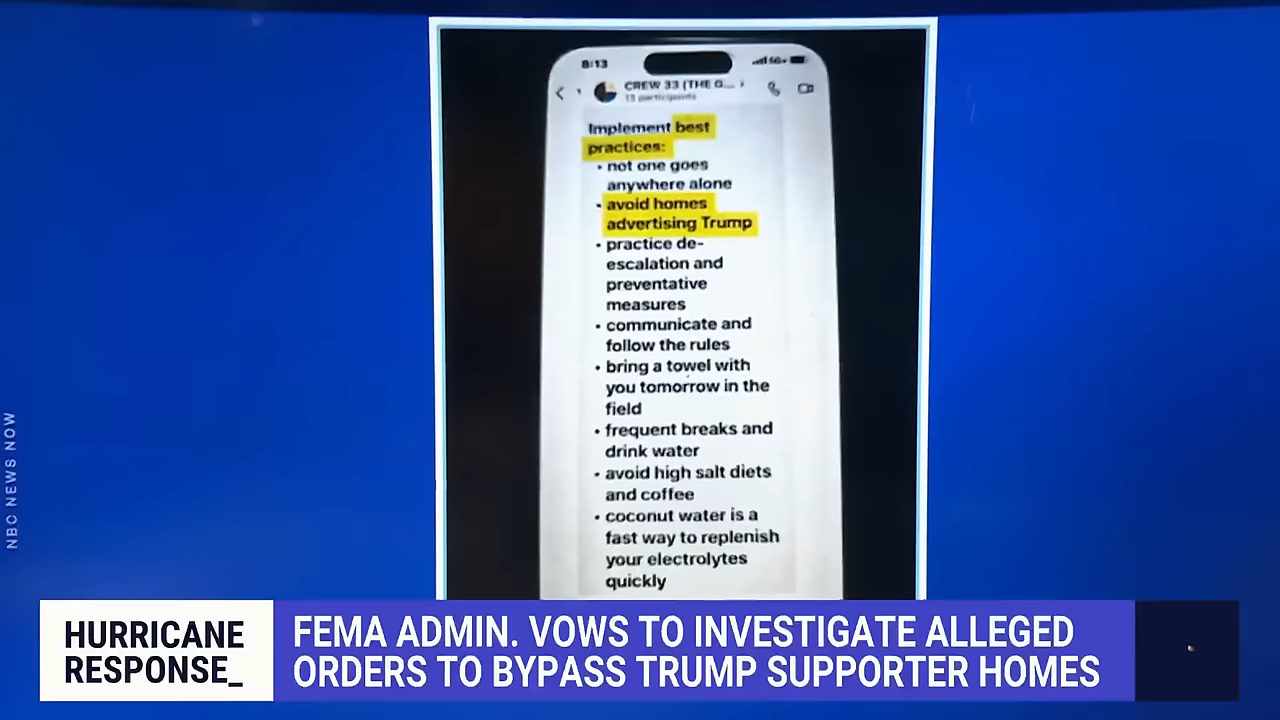 8:13
5G
CREW 33 (THE G...
13 participants
Implement best
practices:
• not one goes
anywhere alone
• avoid homes
advertising Trump
• practice de-
escalation and
preventative
measures
• communicate and
follow the rules
• bring a towel with
you tomorrow in the
field
• frequent breaks and
drink water
• avoid high salt diets
and coffee
• coconut water is a
fast way to replenish
your electrolytes
quickly
NBC NEWS NOW
HURRICANE
RESPONSE_
FEMA ADMIN. VOWS TO INVESTIGATE ALLEGED
ORDERS TO BYPASS TRUMP SUPPORTER HOMES